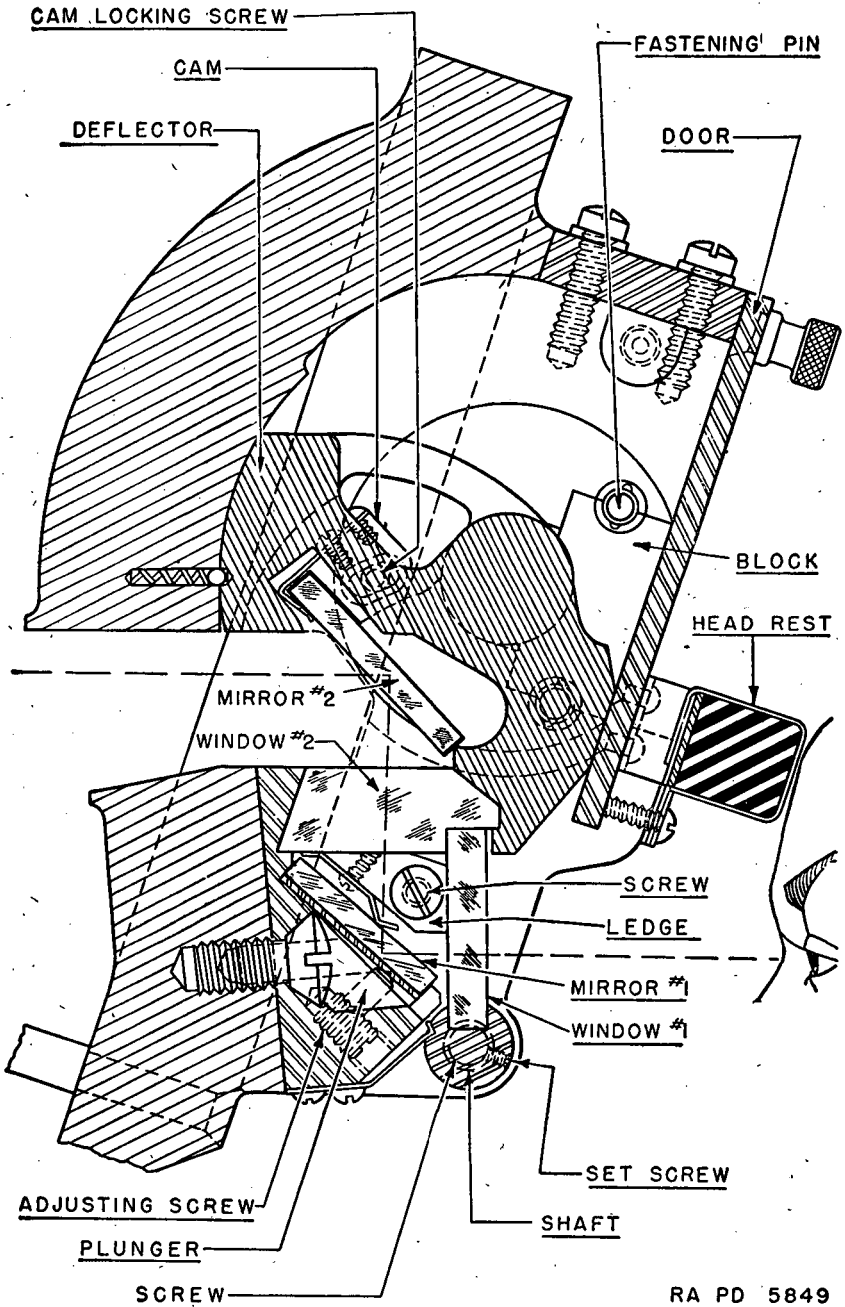 CAM LOCKING SCREW
FASTENING PIN
CAM
DEFLECTOR
DOOR
BLOCK
HEAD REST
MIRROR #2
WINDOW #2
SCREW
LEDGE
MIRROR #1
WINDOW #1
SET SCREW
ADJUSTING SCREW
SHAFT
PLUNGER
SCREW
RA PD 5849